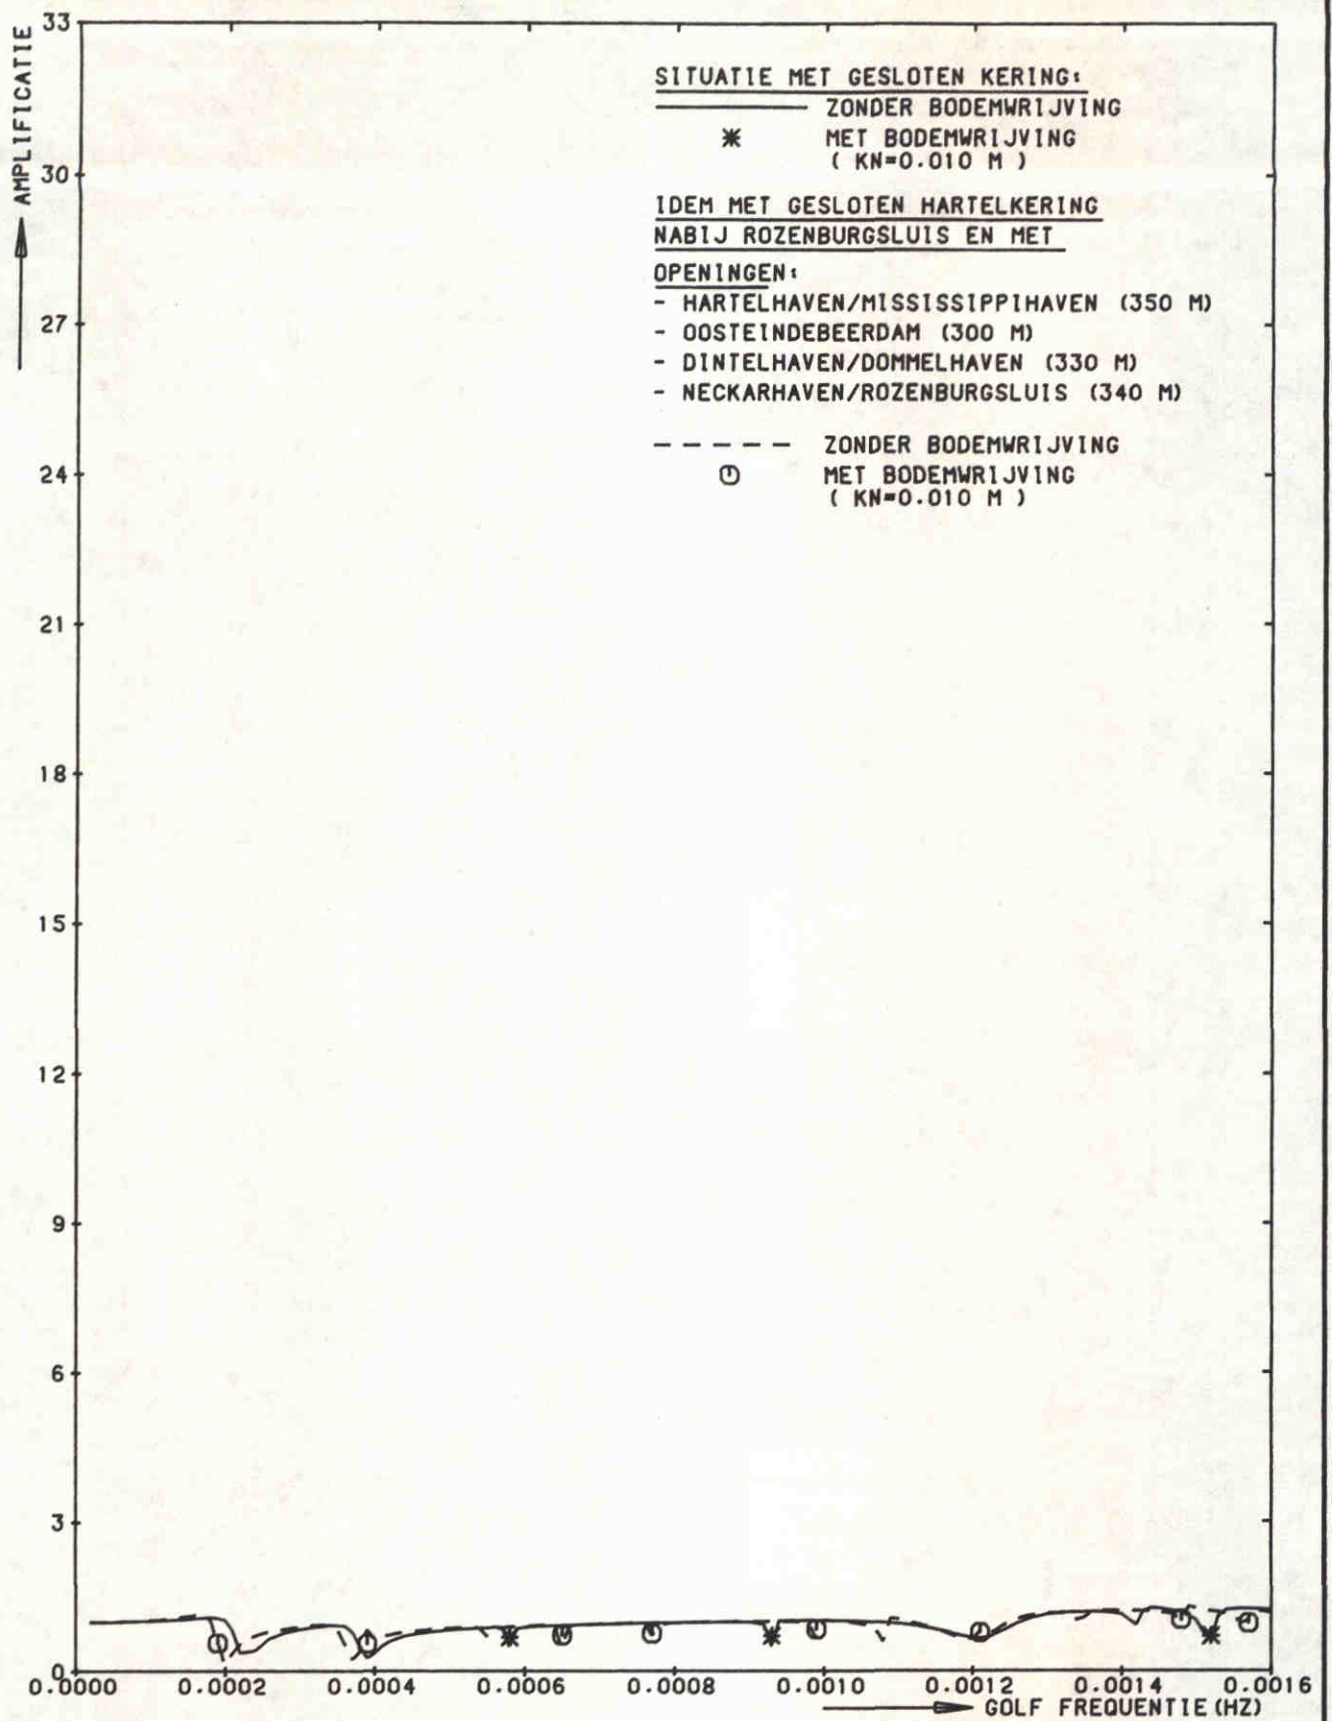 AMPLIFICATIE
33
30
27
24
21
18
15
12
9
6
3
0
SITUATIE MET GESLOTEN KERING:
ZONDER BODEMWRIJVING
MET BODEMWRIJVING
( KN=0.010 M )
IDEM MET GESLOTEN HARTELKERING
NABIJ ROZENBURGSLUIS EN MET
OPENINGEN:
- HARTELHAVEN/MISSISSIPPIHAVEN (350 M)
- OOSTEINDEBEERDAM (300 M)
- DINTELHAVEN/DOMMELHAVEN (330 M)
- NECKARHAVEN/ROZENBURGSLUIS (340 M)
ZONDER BODEMWRIJVING
MET BODEMWRIJVING
( KN=0.010 M )
0.0000 0.0002 0.0004 0.0006 0.0008 0.0010 0.0012 0.0014 0.0016
GOLF FREQUENTIE(HZ)